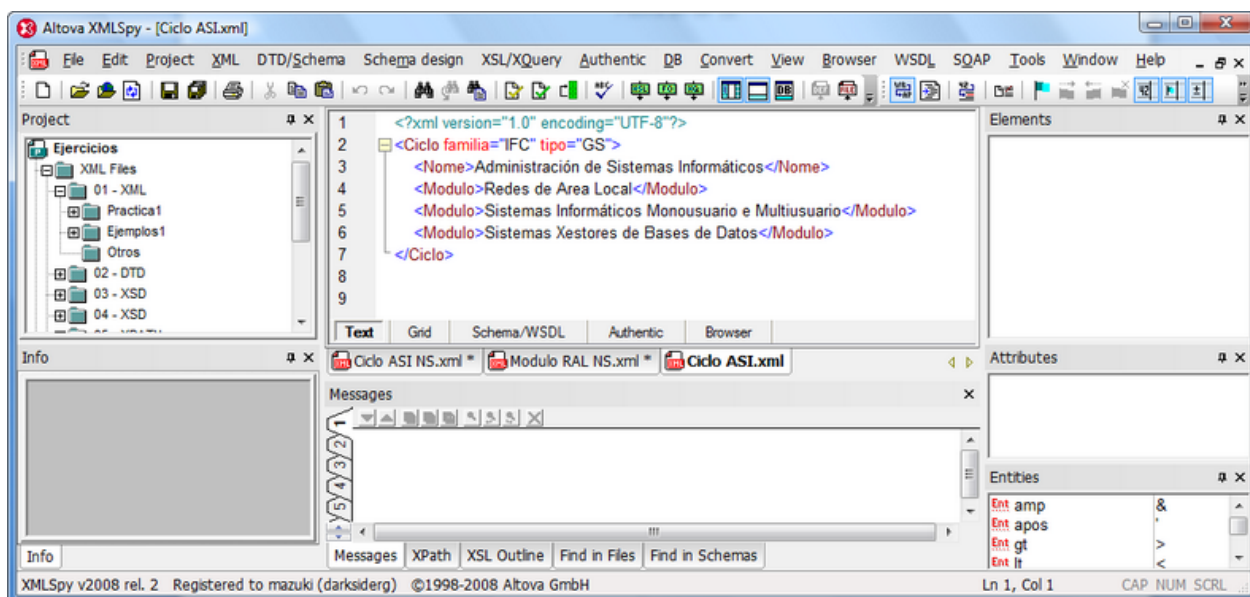 Altova XMLSpy - [Ciclo ASI.xml]
File Edit Project XML DTD/Schema Schema design XSL/XQuery Authentic DB Convert View Browser WSDL SOAP Tools Window Help
Project
Ejercicios
XML Files
01 - XML
Practica1
Ejemplos1
Otros
02 - DTD
03 - XSD
04 - XSD
1 <?xml version="1.0" encoding="UTF-8"?>
2 <Ciclo familia="IFC" tipo="GS">
3 <Nome>Administración de Sistemas Informáticos</Nome>
4 <Modulo>Redes de Area Local</Modulo>
5 <Modulo>Sistemas Informáticos Monousuario e Multiusuario</Modulo>
6 <Modulo>Sistemas Xestores de Bases de Datos</Modulo>
7 </Ciclo>
8
9
Text Grid Schema/WSDL Authentic Browser
Ciclo ASI NS.xml * Modulo RAL NS.xml * Ciclo ASI.xml
Elements
Info
Info
Messages
1
2
3
4
5
Messages XPath XSL Outline Find in Files Find in Schemas
Attributes
Entities
Ent amp &
Ent apos '
Ent gt >
Ent lt <
XMLSpy v2008 rel. 2 Registered to mazuki (darksiderg) ©1998-2008 Altova GmbH Ln 1, Col 1 CAP NUM SCRL